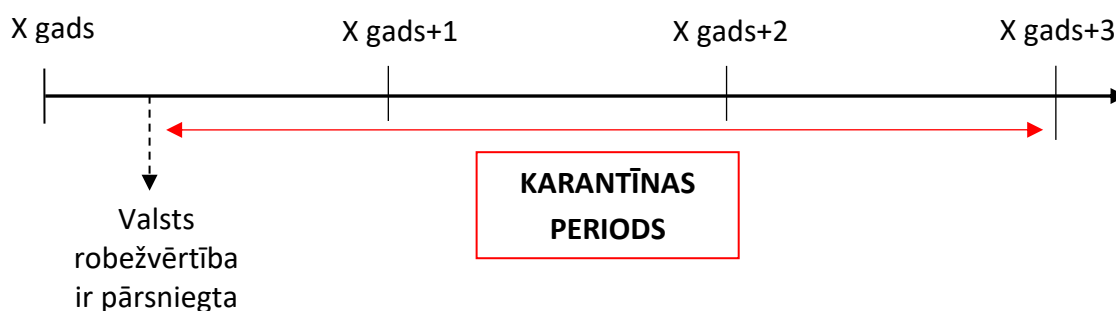 X gads
X gads+1
X gads+2
X gads+3
KARANTĪNAS
PERIODS
Valsts
robežvērtība
ir pārsniegta